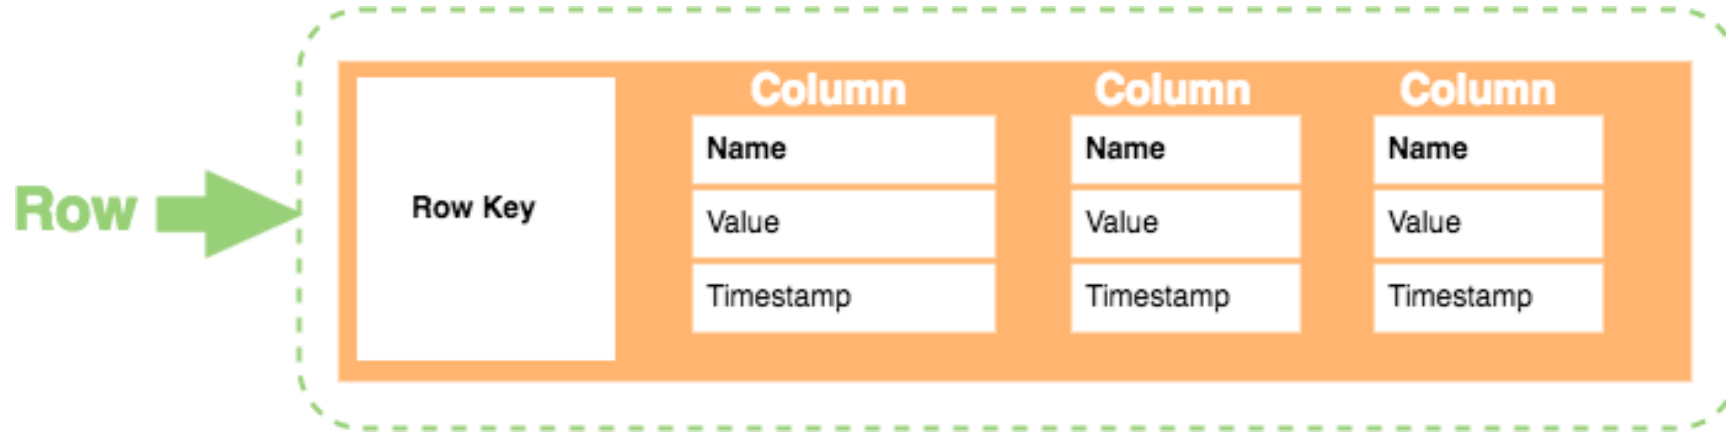 Row
Row Key
Column
Name
Value
Timestamp
Column
Name
Value
Timestamp
Column
Name
Value
Timestamp